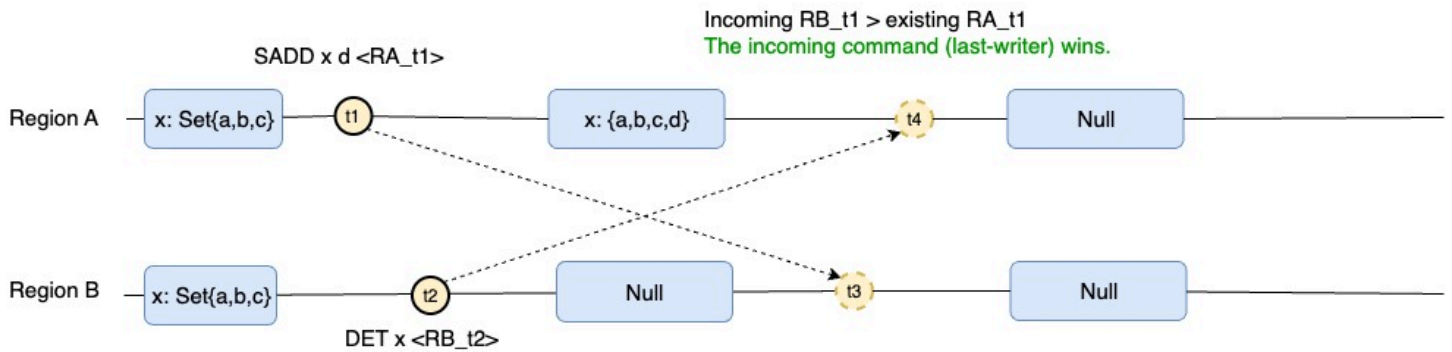 Incoming RB_t1 > existing RA_t1
The incoming command (last-writer) wins.
SADD x d <RA_t1>
Region A
x: Set{a,b,c}
t1
x: {a,b,c,d}
t4
Null
Region B
x: Set{a,b,c}
t2
Null
t3
Null
DET x <RB_t2>